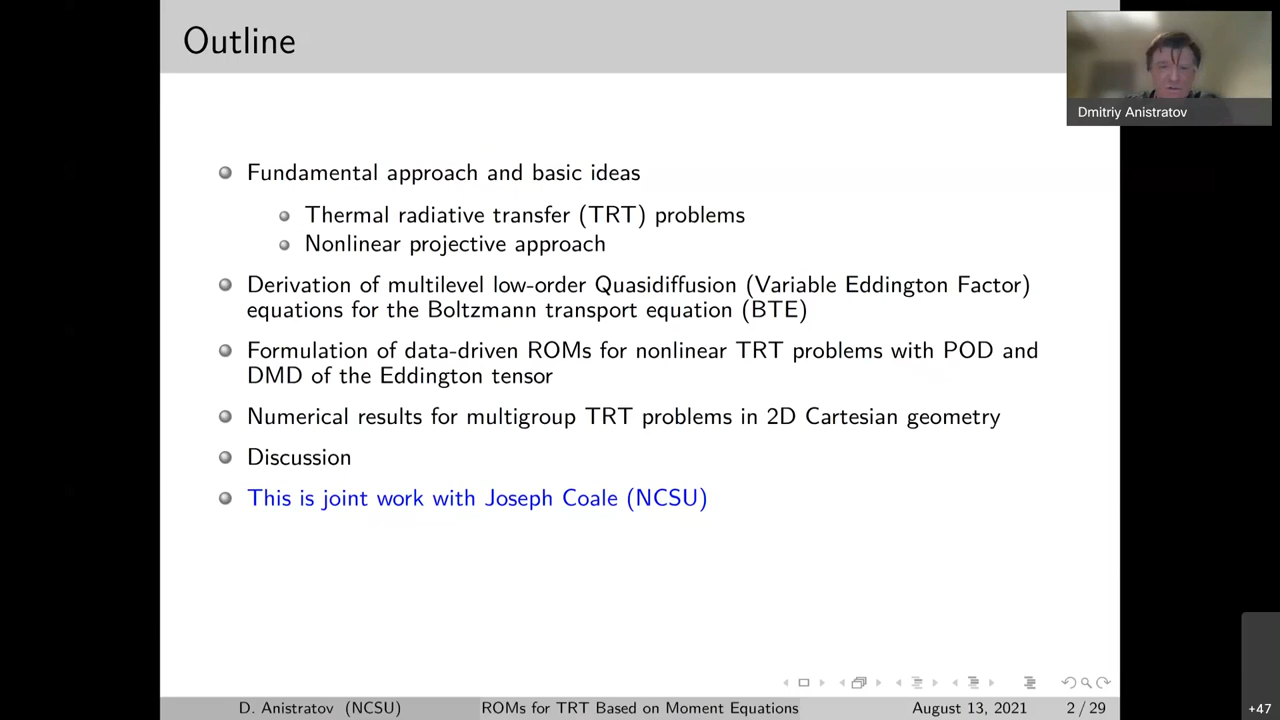 Outline
Dmitriy Anistratov
Fundamental approach and basic ideas
Thermal radiative transfer (TRT) problems
Nonlinear projective approach
Derivation of multilevel low-order Quasidiffusion (Variable Eddington Factor)
equations for the Boltzmann transport equation (BTE)
Formulation of data-driven ROMs for nonlinear TRT problems with POD and
DMD of the Eddington tensor
Numerical results for multigroup TRT problems in 2D Cartesian geometry
Discussion
This is joint work with Joseph Coale (NCSU)
D. Anistratov (NCSU) ROMs for TRT Based on Moment Equations August 13, 2021 2 / 29
+47